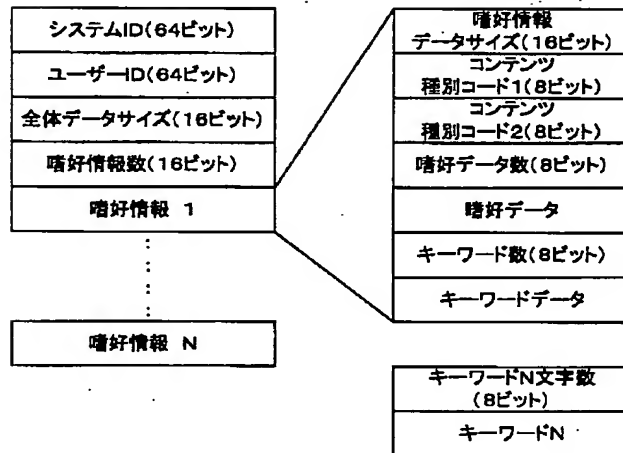 システムID(64ビット)
ユーザーID(64ビット)
全体データサイズ(16ビット)
嗜好情報数(16ビット)
嗜好情報 1
嗜好情報 N
嗜好情報
データサイズ(16ビット)
コンテンツ
種別コード1(8ビット)
コンテンツ
種別コード2(8ビット)
嗜好データ数(8ビット)
嗜好データ
キーワード数(8ビット)
キーワードデータ
キーワードN文字数
(8ビット)
キーワードN